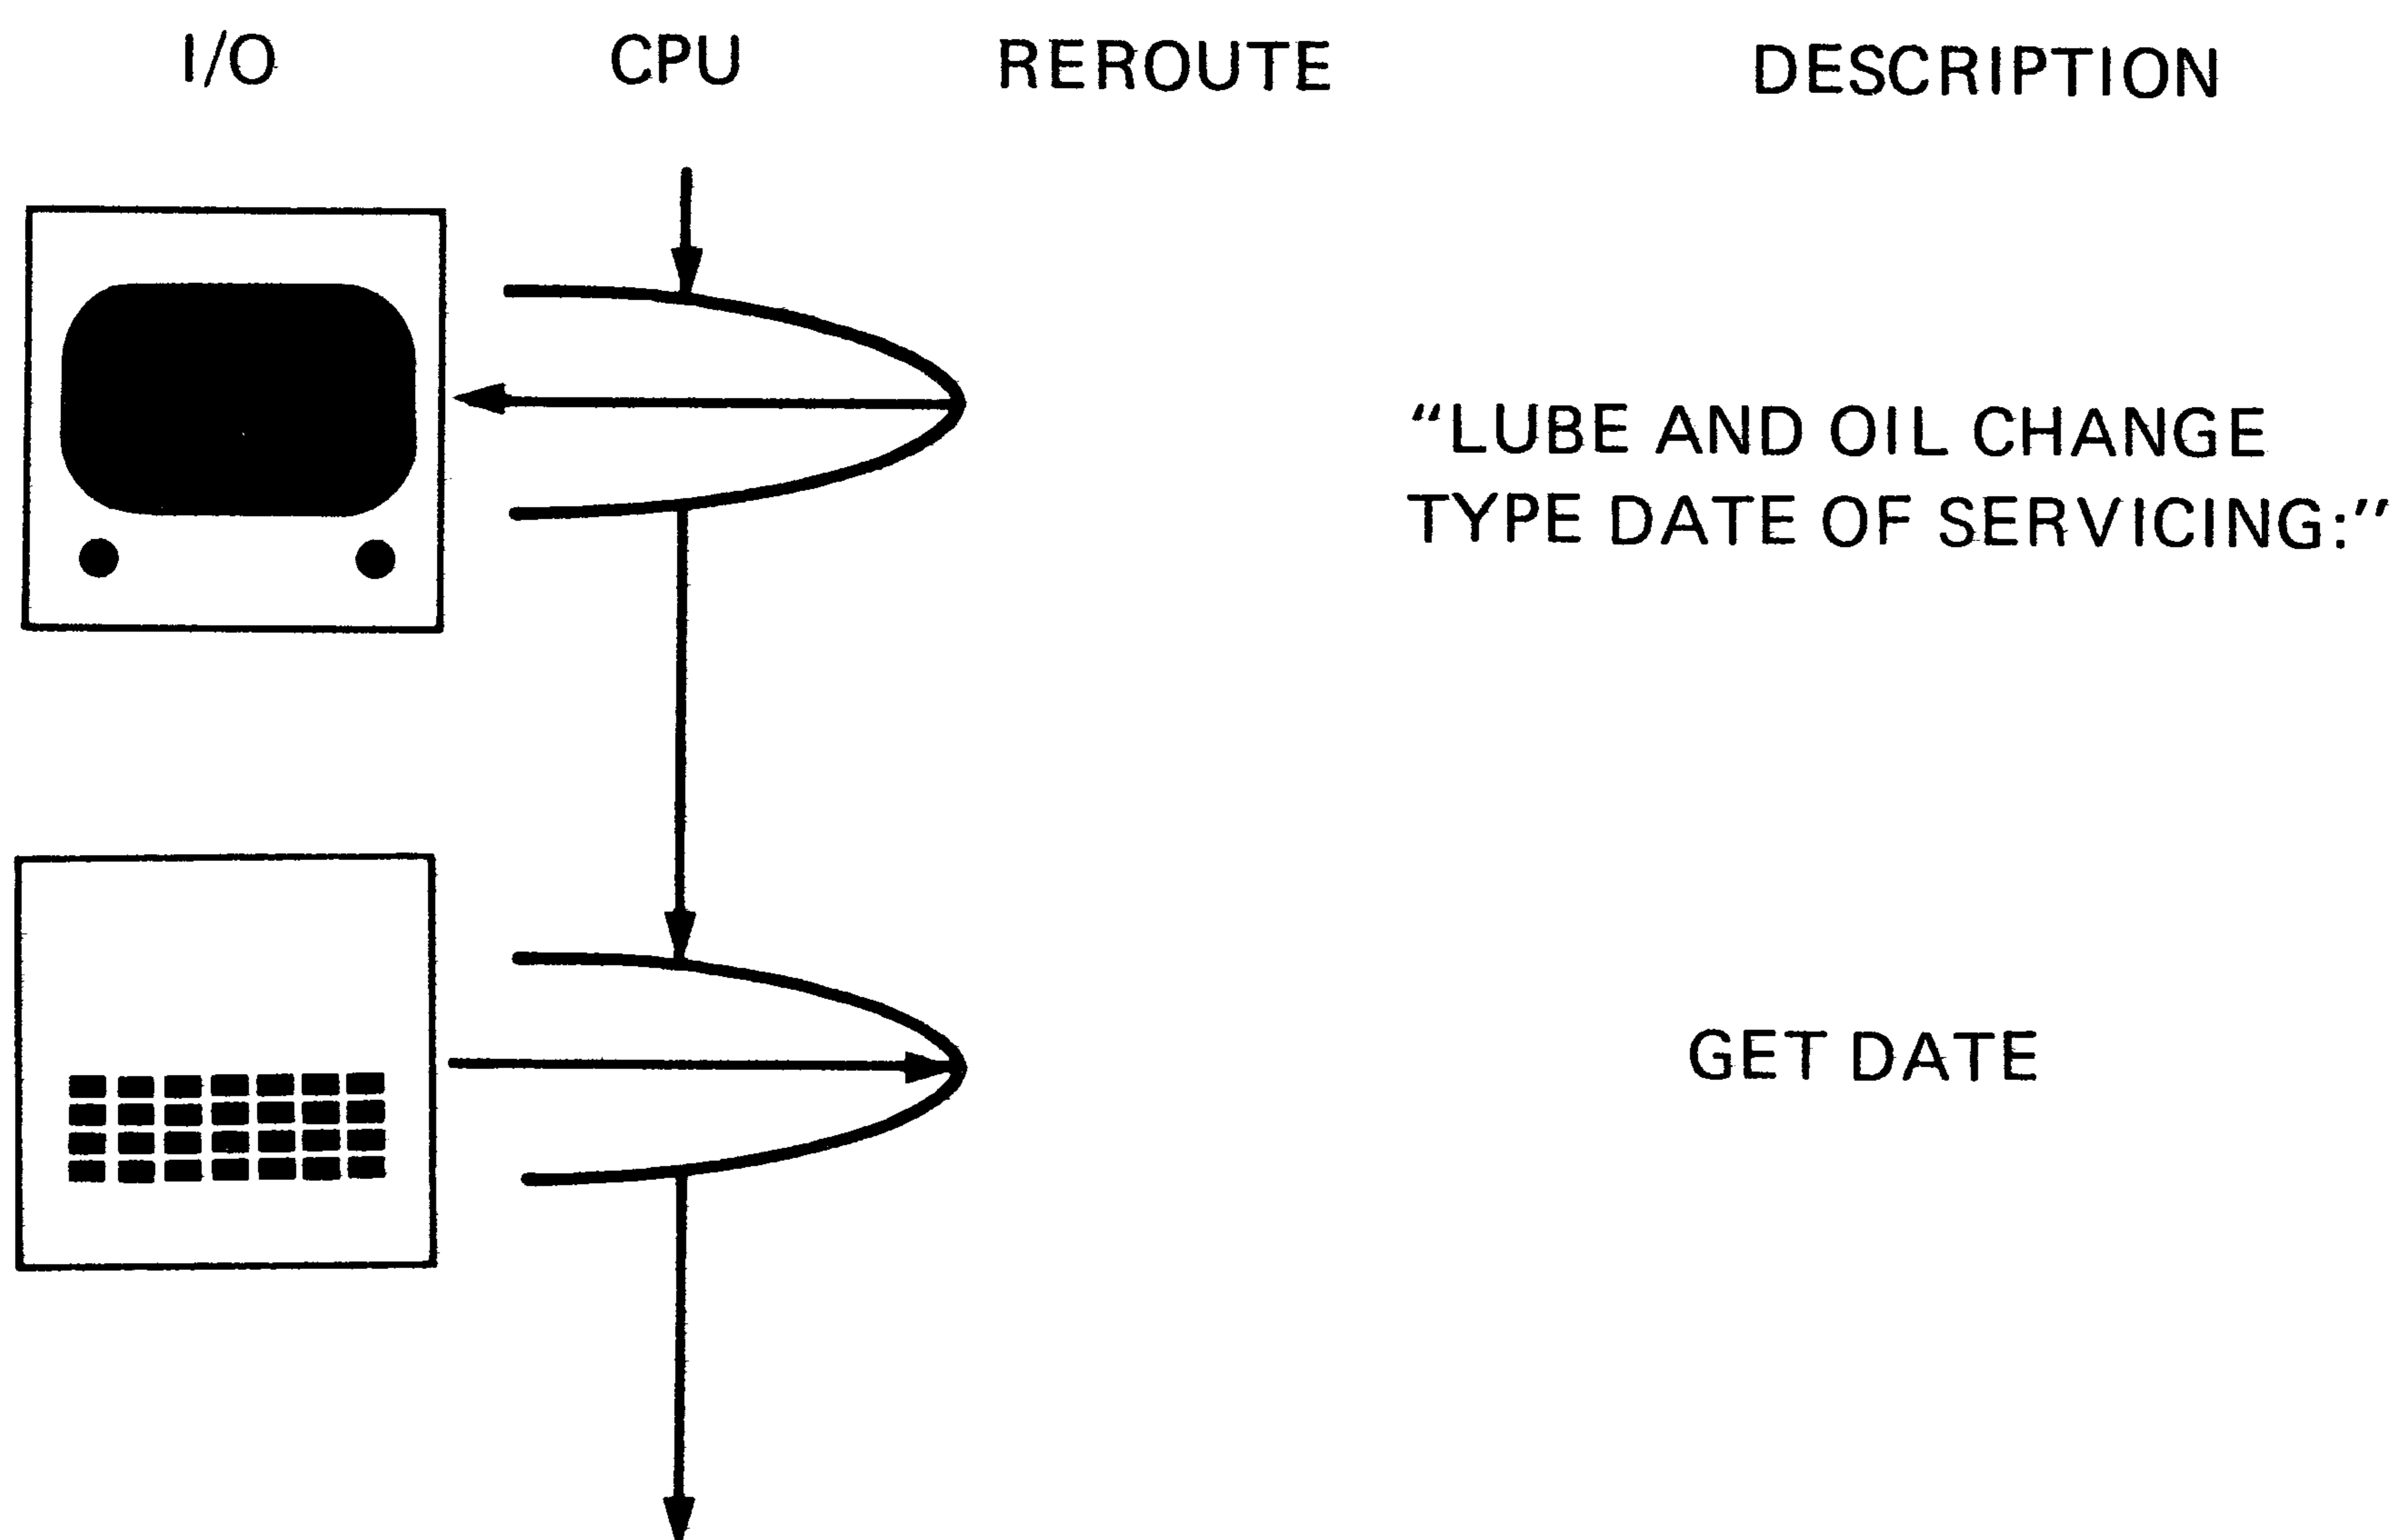 I/O CPU REROUTE DESCRIPTION
“LUBE AND OIL CHANGE
TYPE DATE OF SERVICING:”
GET DATE